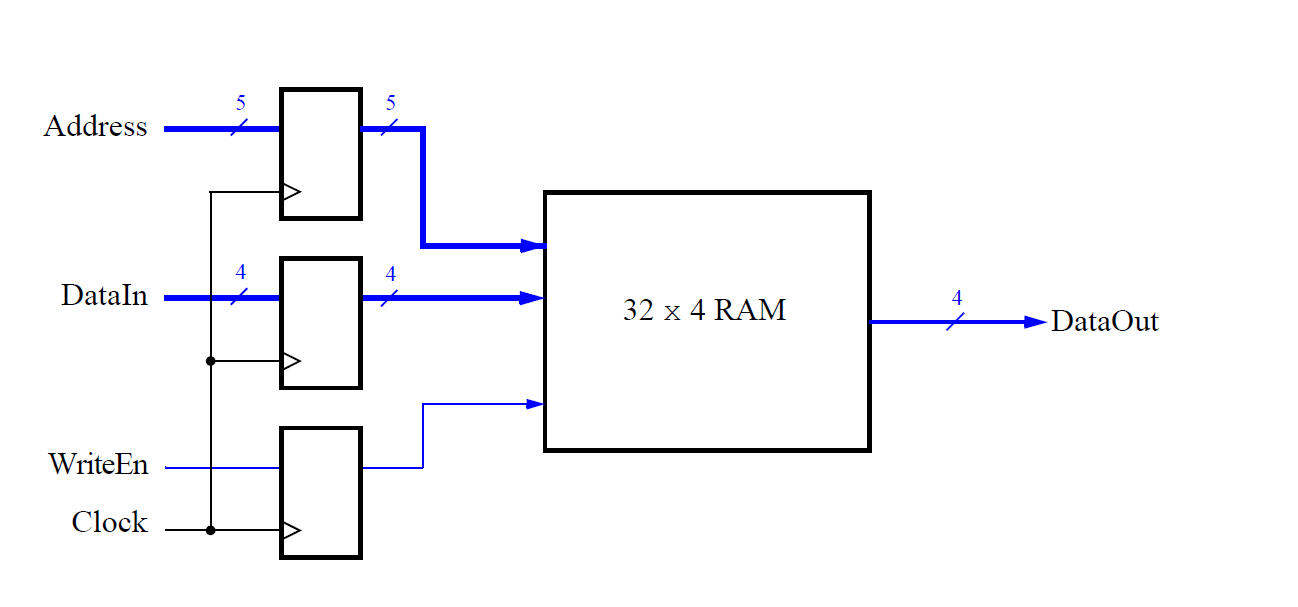 5
5
Address
4
4
DataIn
32 x 4 RAM
4
DataOut
WriteEn
Clock